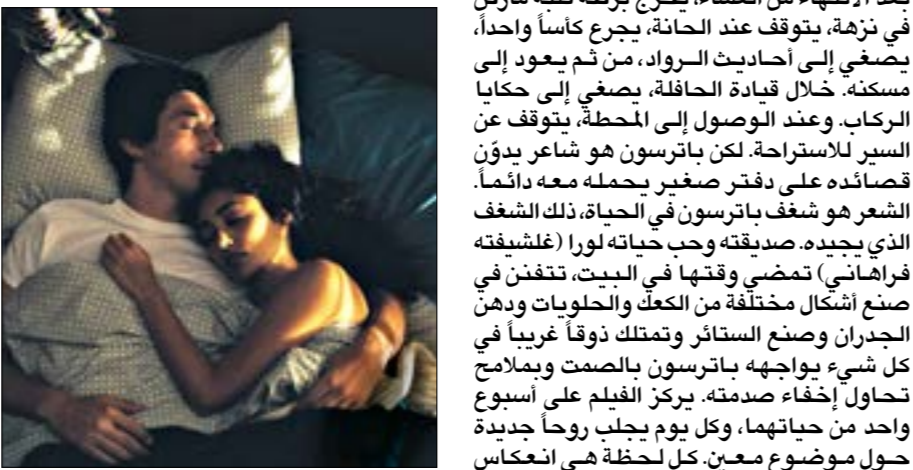 في نزهة، يتوقف عند الحانة، يجرع كأساً واحداً،
يصغي إلى أحاديث الرواد، من ثم يعود إلى
مسكنه. خلال قيادة الحافلة، يصغي إلى حكايا
الركاب. وعند الوصول إلى المحطة، يتوقف عن
السير للاستراحة. لكن باترسون هو شاعر يدوّن
قصائده على دفتر صغير يحمله معه دائماً.
الشعر هو شغف باترسون في الحياة، ذلك الشغف
الذي يجيده. صديقته وحب حياته لورا (غلشيفته
فراهاني) تمضي وقتها في البيت، تتفنن في
صنع أشكال مختلفة من الكعك والحلويات ودهن
الجدران وصنع الستائر وتمتلك ذوقاً غريباً في
كل شيء يواجهه باترسون بالصمت وبملامح
تحاول إخفاء صدمته. يركز الفيلم على أسبوع
واحد من حياتهما، وكل يوم يجلب روحاً جديدة
حول موضوع معين. كل لحظة هي انعكاس